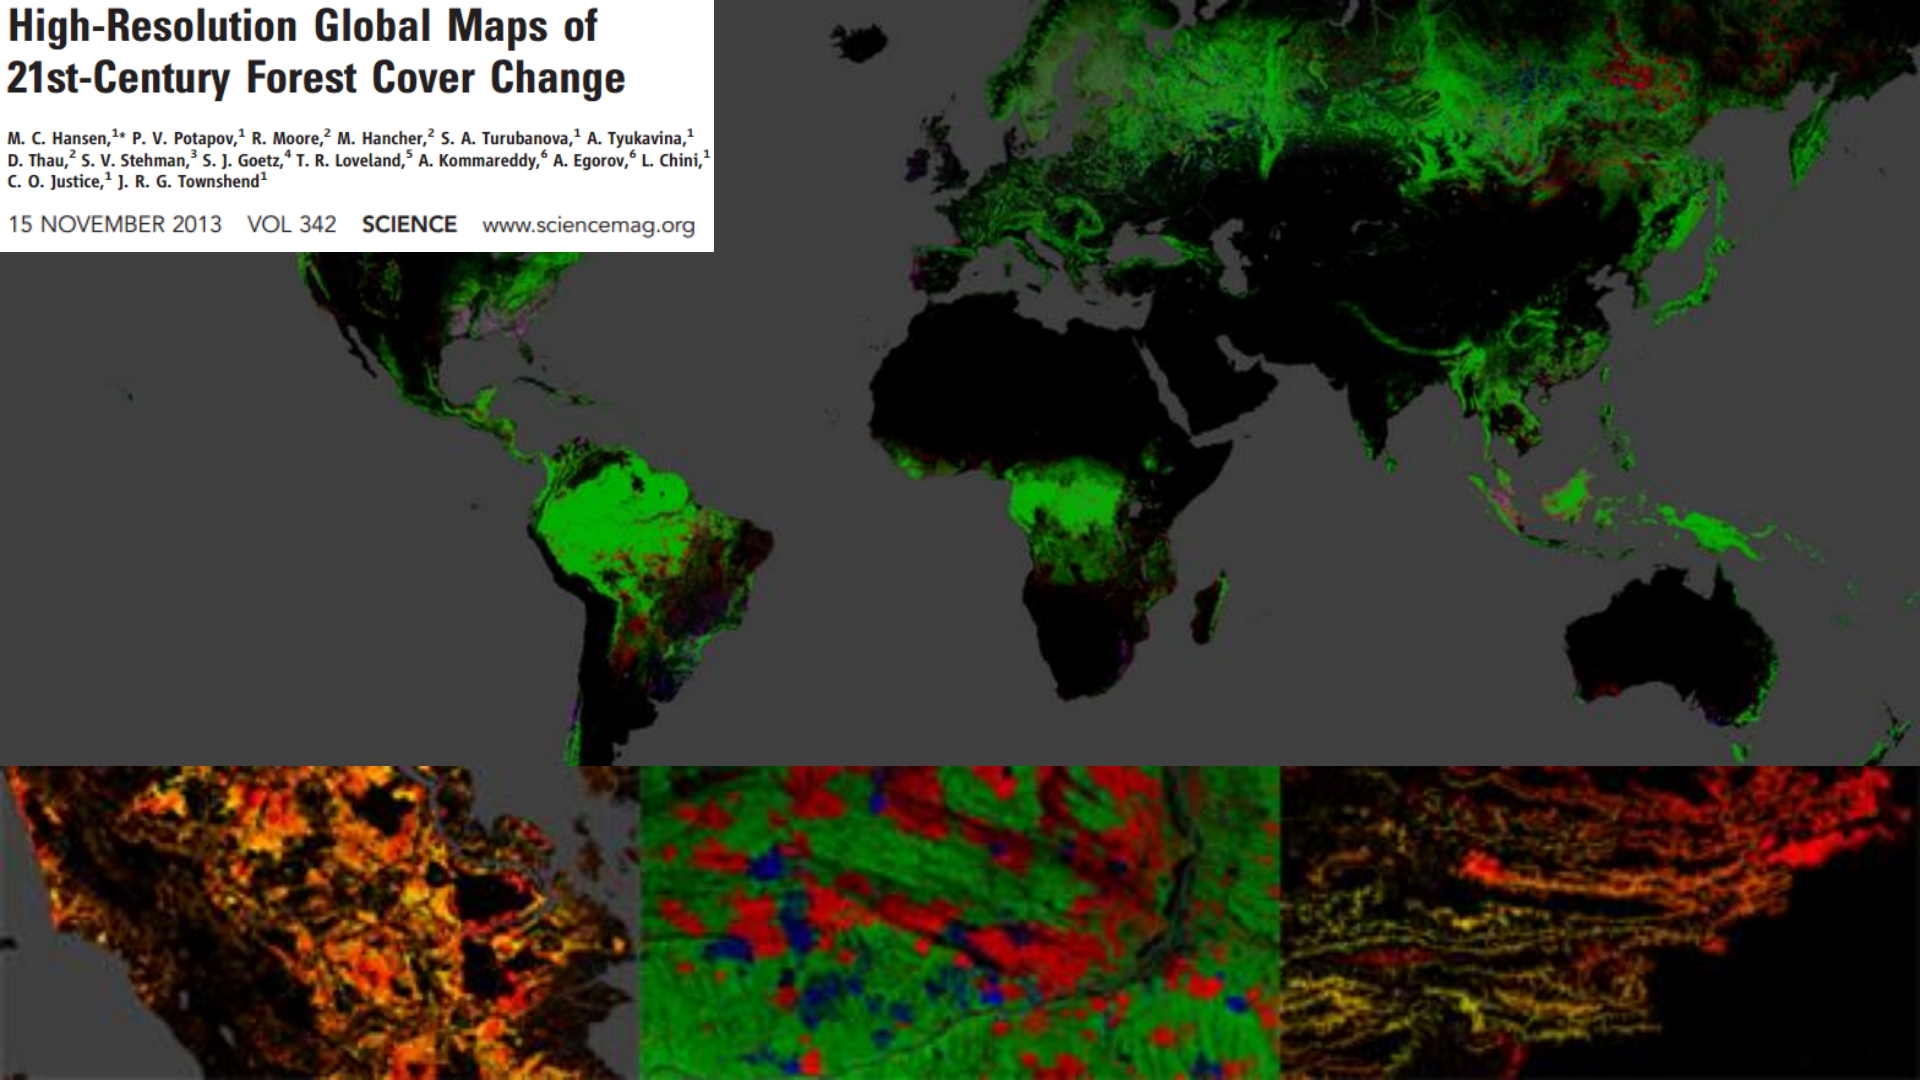 High-Resolution Global Maps of
21st-Century Forest Cover Change
M. C. Hansen,¹* P. V. Potapov,¹ R. Moore,² M. Hancher,² S. A. Turubanova,¹ A. Tyukavina,¹
D. Thau,² S. V. Stehman,³ S. J. Goetz,⁴ T. R. Loveland,⁵ A. Kommareddy,⁶ A. Egorov,⁶ L. Chini,¹
C. O. Justice,¹ J. R. G. Townshend¹
15 NOVEMBER 2013 VOL 342 SCIENCE www.sciencemag.org